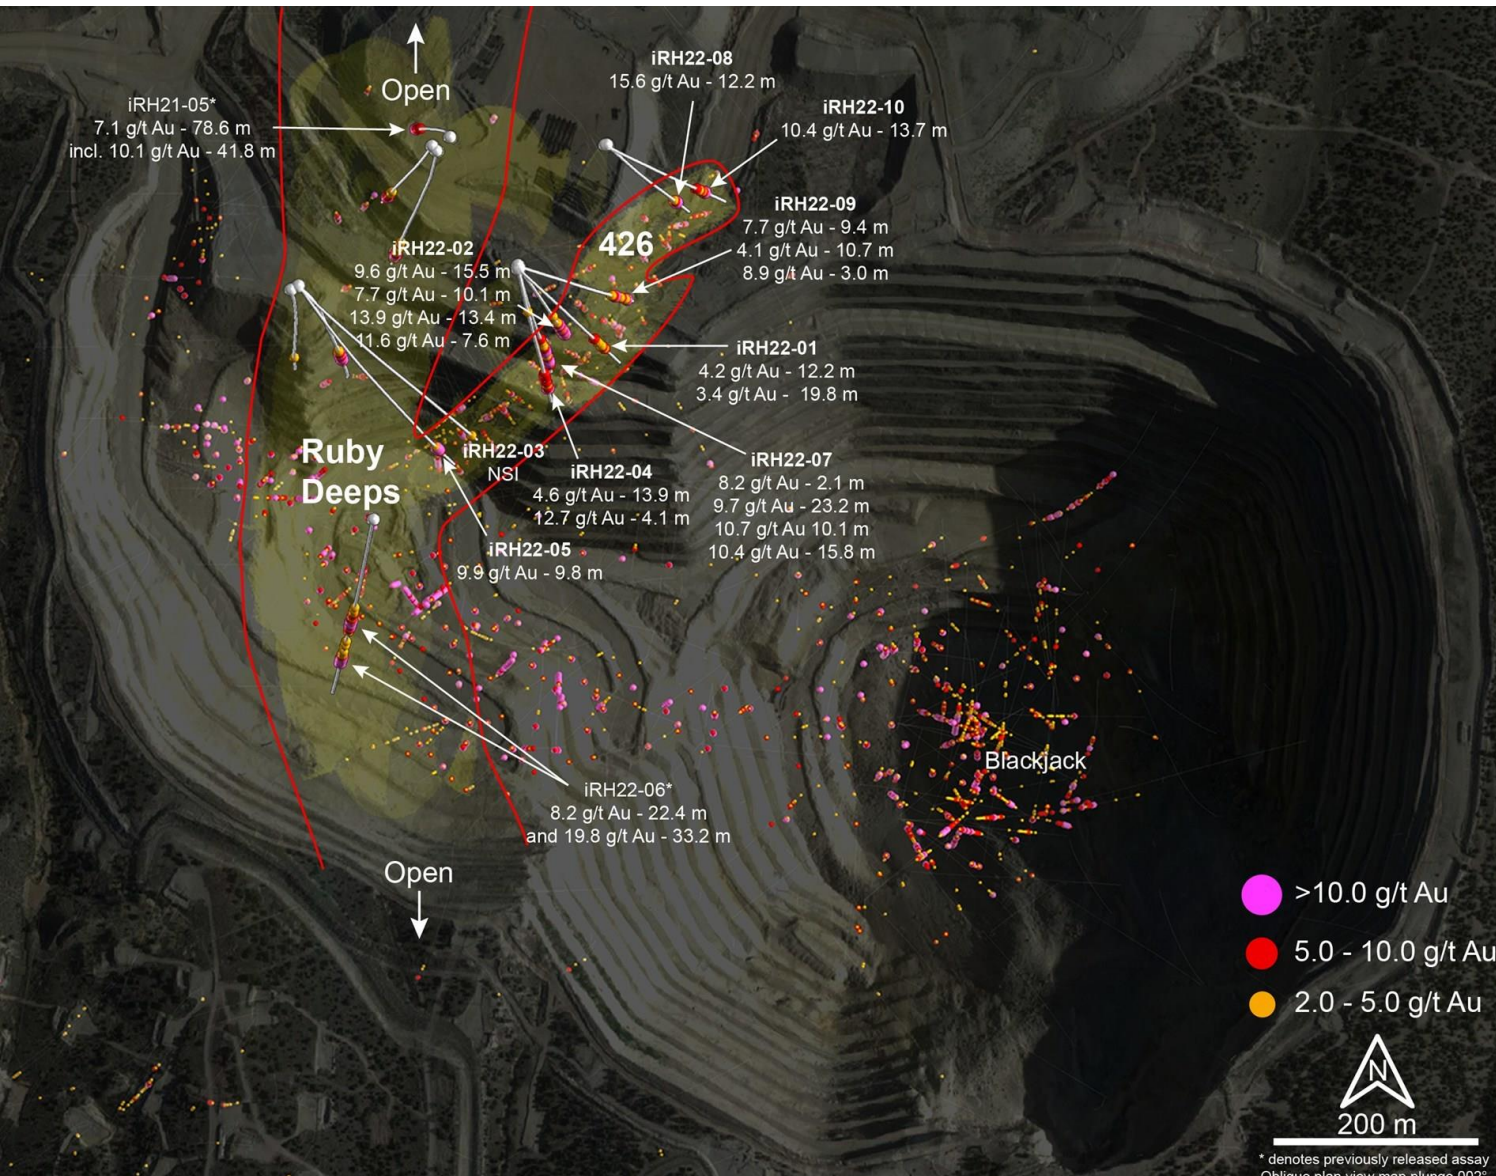 Open
iRH22-08
15.6 g/t Au - 12.2 m
iRH21-05*
7.1 g/t Au - 78.6 m
incl. 10.1 g/t Au - 41.8 m
iRH22-10
10.4 g/t Au - 13.7 m
iRH22-09
7.7 g/t Au - 9.4 m
4.1 g/t Au - 10.7 m
8.9 g/t Au - 3.0 m
426
iRH22-02
9.6 g/t Au - 15.5 m
7.7 g/t Au - 10.1 m
13.9 g/t Au - 13.4 m
11.6 g/t Au - 7.6 m
iRH22-01
4.2 g/t Au - 12.2 m
3.4 g/t Au - 19.8 m
Ruby
Deeps
iRH22-03
NSI
iRH22-04
4.6 g/t Au - 13.9 m
12.7 g/t Au - 4.1 m
iRH22-07
8.2 g/t Au - 2.1 m
9.7 g/t Au - 23.2 m
10.7 g/t Au 10.1 m
10.4 g/t Au - 15.8 m
iRH22-05
9.9 g/t Au - 9.8 m
Blackjack
iRH22-06*
8.2 g/t Au - 22.4 m
and 19.8 g/t Au - 33.2 m
Open
>10.0 g/t Au
5.0 - 10.0 g/t Au
2.0 - 5.0 g/t Au
N
200 m
* denotes previously released assay
Oblique plan view map plunge 002°